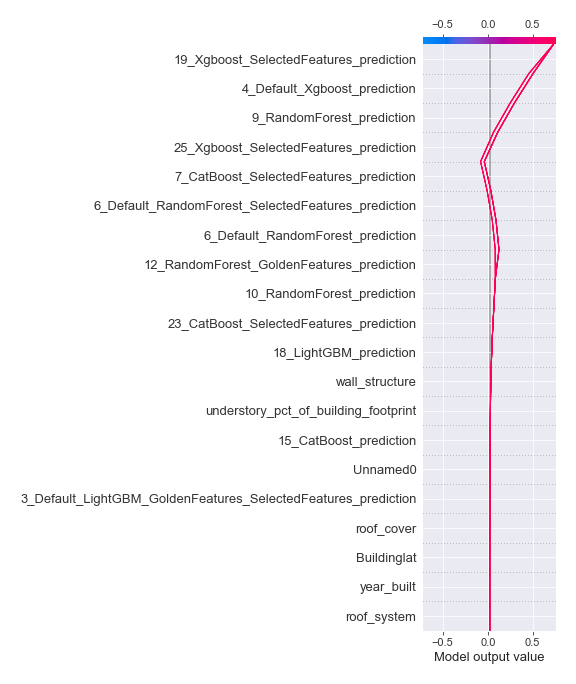 −0.5 0.0 0.5
19_Xgboost_SelectedFeatures_prediction
4_Default_Xgboost_prediction
9_RandomForest_prediction
25_Xgboost_SelectedFeatures_prediction
7_CatBoost_SelectedFeatures_prediction
6_Default_RandomForest_SelectedFeatures_prediction
6_Default_RandomForest_prediction
12_RandomForest_GoldenFeatures_prediction
10_RandomForest_prediction
23_CatBoost_SelectedFeatures_prediction
18_LightGBM_prediction
wall_structure
understory_pct_of_building_footprint
15_CatBoost_prediction
Unnamed0
3_Default_LightGBM_GoldenFeatures_SelectedFeatures_prediction
roof_cover
Buildinglat
year_built
roof_system
−0.5 0.0 0.5
Model output value